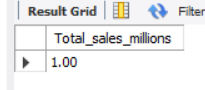 Result Grid Filter
Total_sales_millions
1.00